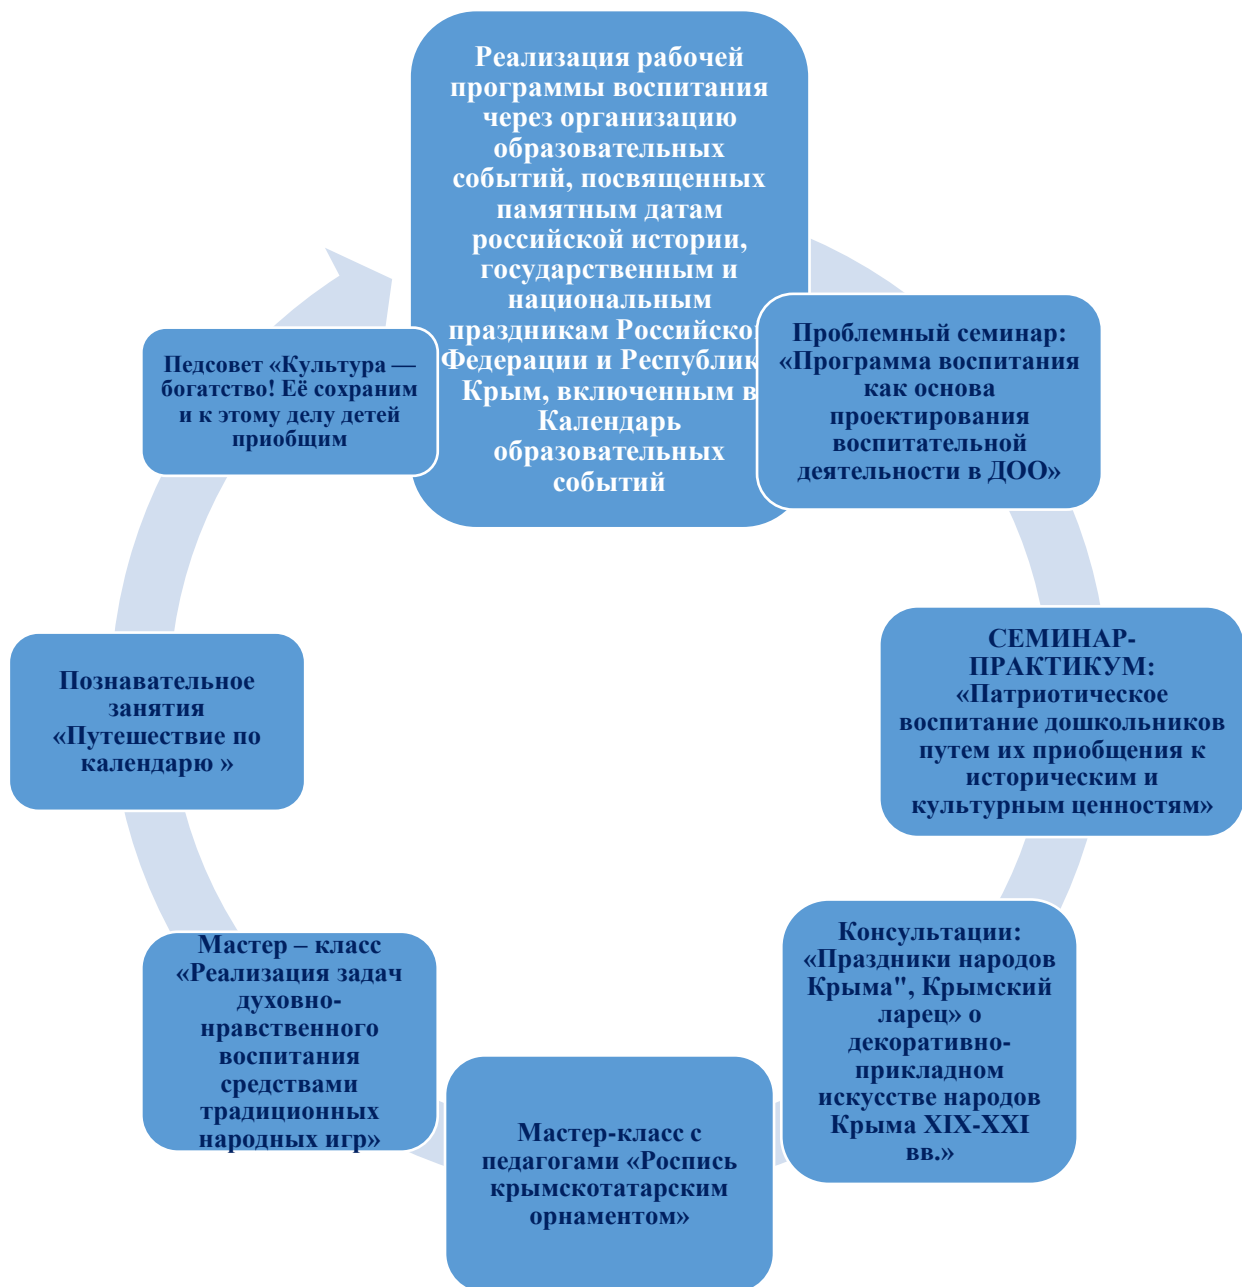 Реализация рабочей
программы воспитания
через организацию
образовательных
событий, посвященных
памятным датам
российской истории,
государственным и
национальным
праздникам Российско
Федерации и Республик
Крым, включенным в
Календарь
образовательных
событий
Проблемный семинар:
«Программа воспитания
как основа
проектирования
воспитательной
деятельности в ДОО»
СЕМИНАР-
ПРАКТИКУМ:
«Патриотическое
воспитание дошкольников
путем их приобщения к
историческим и
культурным ценностям»
Консультации:
«Праздники народов
Крыма", Крымский
ларец» о
декоративно-
прикладном
искусстве народов
Крыма XIX-XXI
вв.»
Мастер-класс с
педагогами «Роспись
крымскотатарским
орнаментом»
Мастер – класс
«Реализация задач
духовно-
нравственного
воспитания
средствами
традиционных
народных игр»
Познавательное
занятия
«Путешествие по
календарю »
Педсовет «Культура —
богатство! Её сохраним
и к этому делу детей
приобщим